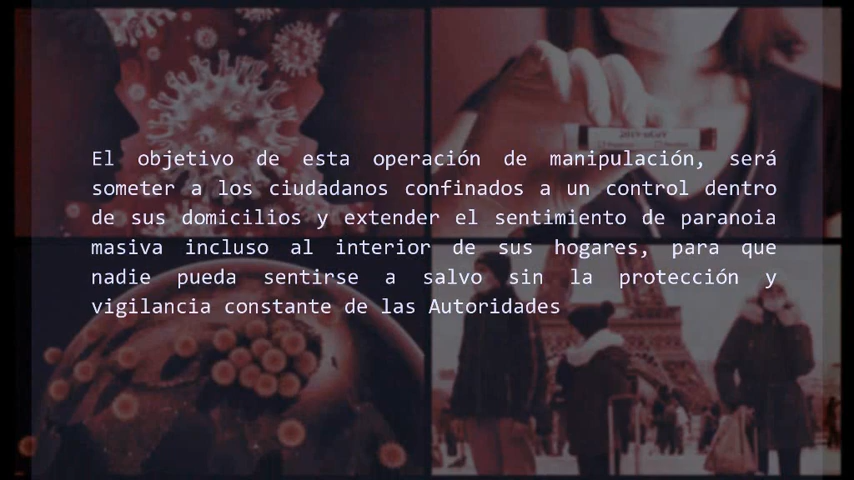 El objetivo de esta operación de manipulación, será
someter a los ciudadanos confinados a un control dentro
de sus domicilios y extender el sentimiento de paranoia
masiva incluso al interior de sus hogares, para que
nadie pueda sentirse a salvo sin la protección y
vigilancia constante de las Autoridades